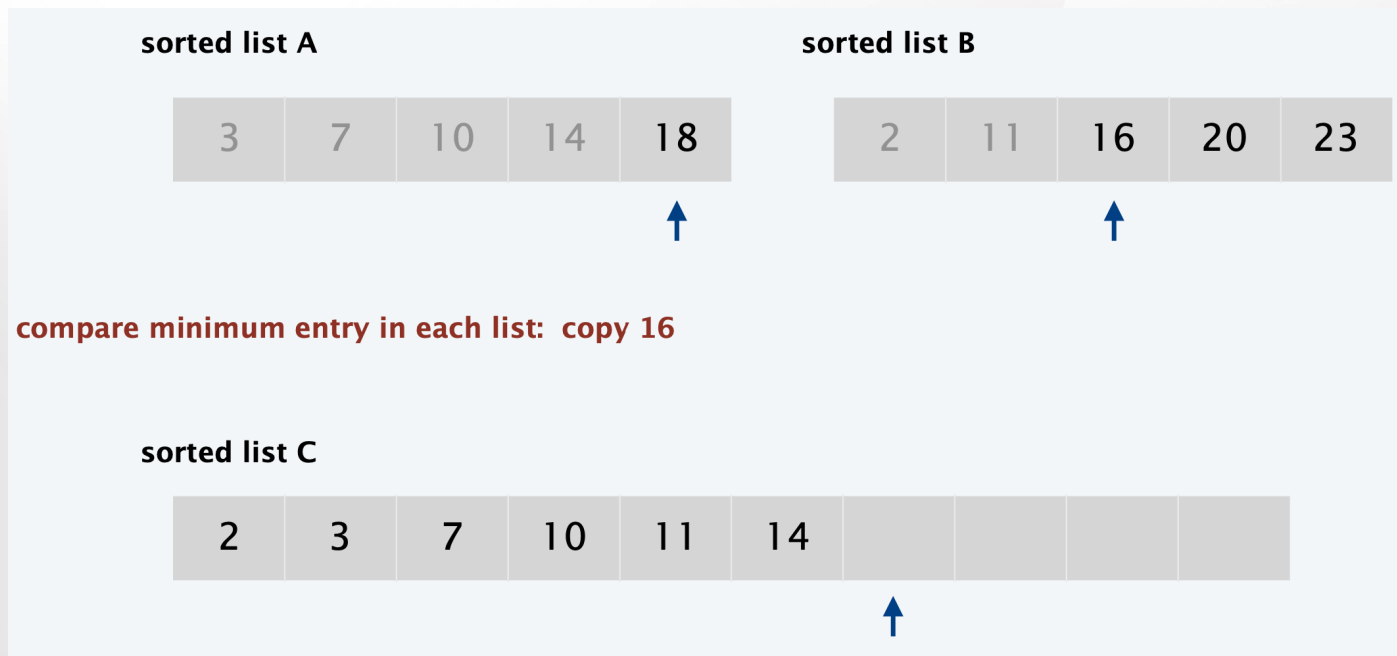 sorted list A sorted list B
3 7 10 14 18 2 11 16 20 23
compare minimum entry in each list: copy 16
sorted list C
2 3 7 10 11 14